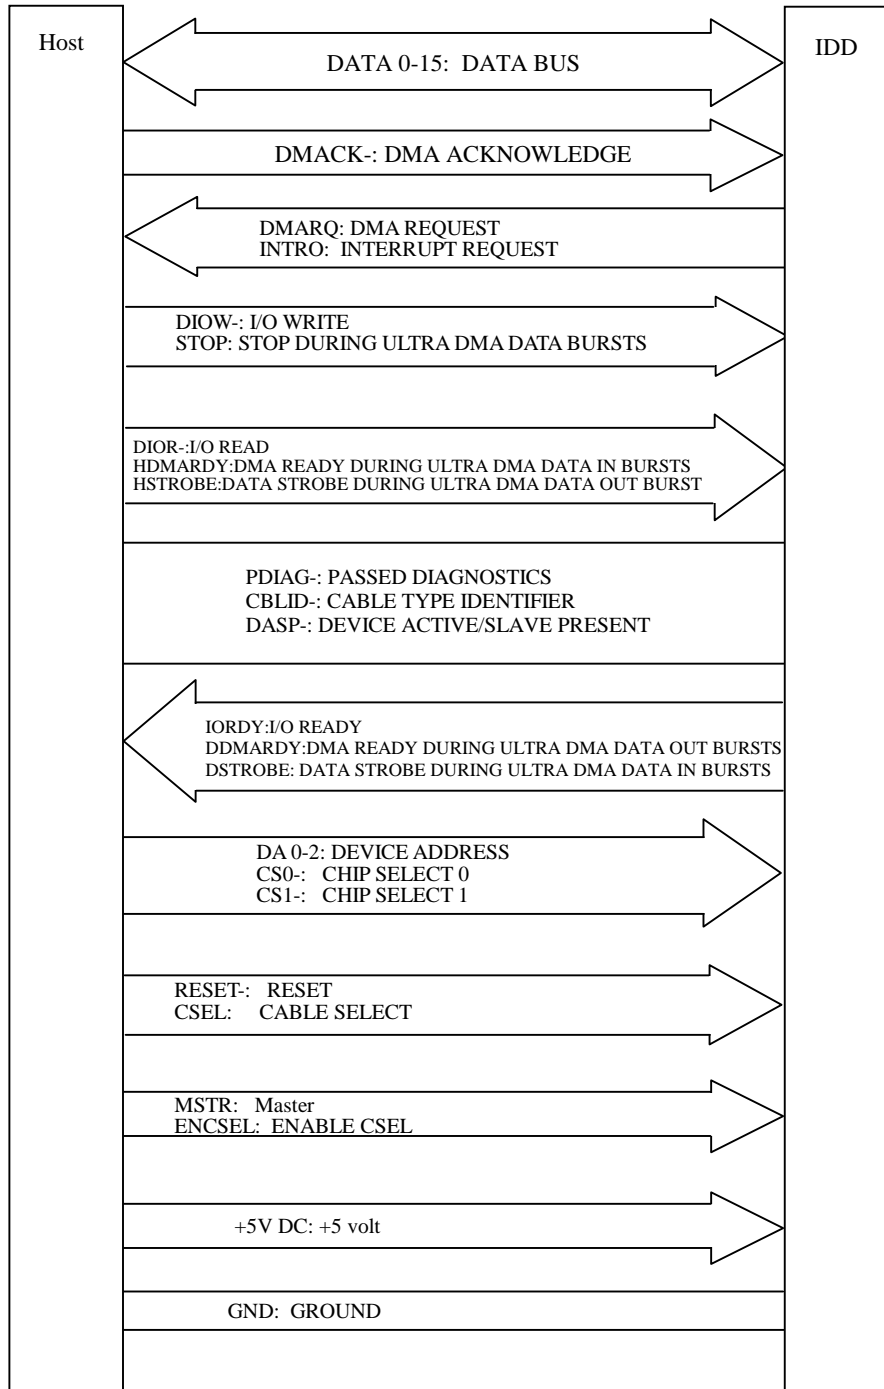 Host
IDD
DATA 0-15: DATA BUS
DMACK-: DMA ACKNOWLEDGE
DMARQ: DMA REQUEST
INTRO: INTERRUPT REQUEST
DIOW-: I/O WRITE
STOP: STOP DURING ULTRA DMA DATA BURSTS
DIOR-:I/O READ
HDMARDY:DMA READY DURING ULTRA DMA DATA IN BURSTS
HSTROBE:DATA STROBE DURING ULTRA DMA DATA OUT BURST
PDIAG-: PASSED DIAGNOSTICS
CBLID-: CABLE TYPE IDENTIFIER
DASP-: DEVICE ACTIVE/SLAVE PRESENT
IORDY:I/O READY
DDMARDY:DMA READY DURING ULTRA DMA DATA OUT BURSTS
DSTROBE: DATA STROBE DURING ULTRA DMA DATA IN BURSTS
DA 0-2: DEVICE ADDRESS
CS0-: CHIP SELECT 0
CS1-: CHIP SELECT 1
RESET-: RESET
CSEL: CABLE SELECT
MSTR: Master
ENCSEL: ENABLE CSEL
+5V DC: +5 volt
GND: GROUND